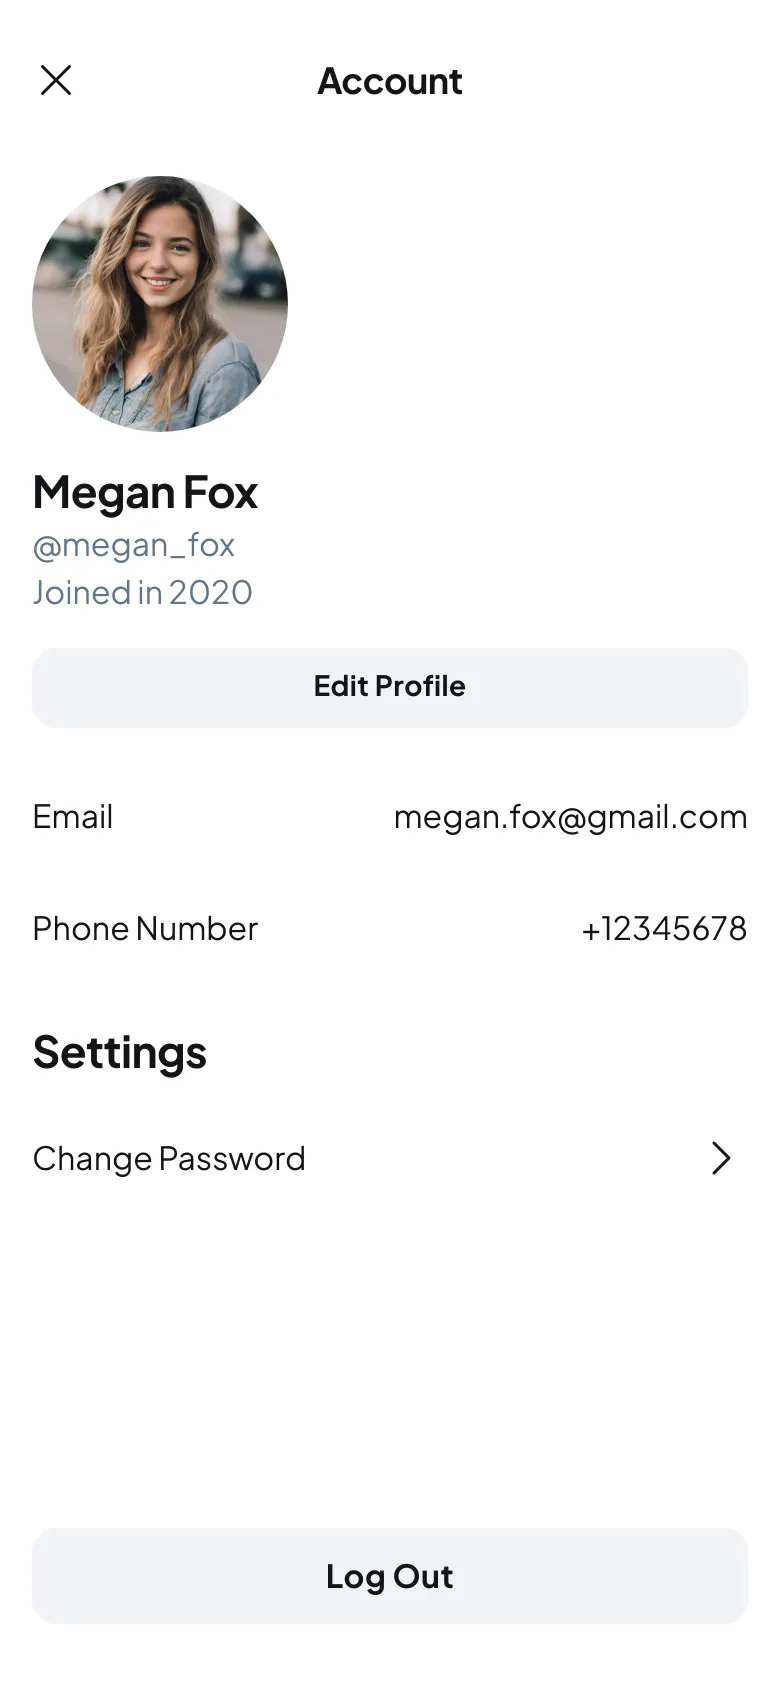 Account
Megan Fox
@megan_fox
Joined in 2020
Edit Profile
Email megan.fox@gmail.com
Phone Number +12345678
Settings
Change Password
Log Out